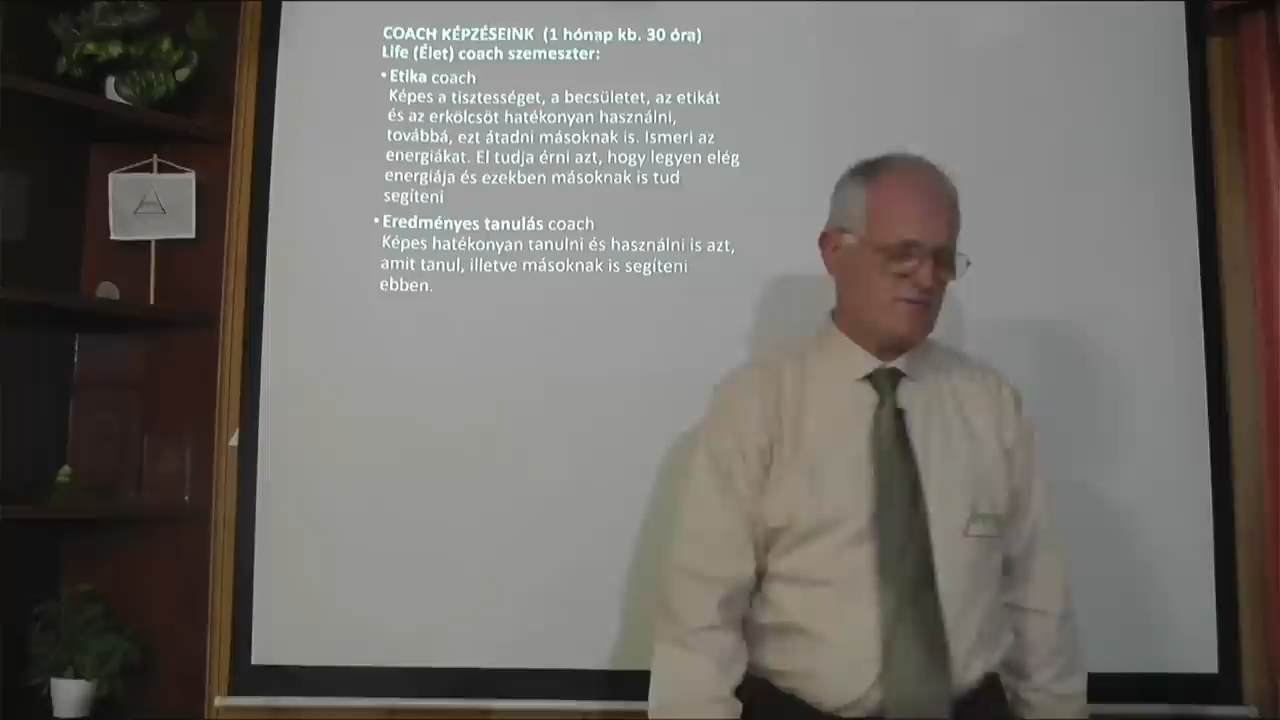 COACH KÉPZÉSEINK (1 hónap kb. 30 óra)
Life (Élet) coach szemeszter:
• Etika coach
Képes a tisztességet, a becsületet, az etikát
és az erkölcsöt hatékonyan használni,
továbbá, ezt átadni másoknak is. Ismeri az
energiákat. El tudja érni azt, hogy legyen elég
energiája és ezekben másoknak is tud
segíteni
• Eredményes tanulás coach
Képes hatékonyan tanulni és használni is azt,
amit tanul, illetve másoknak is segíteni
ebben.